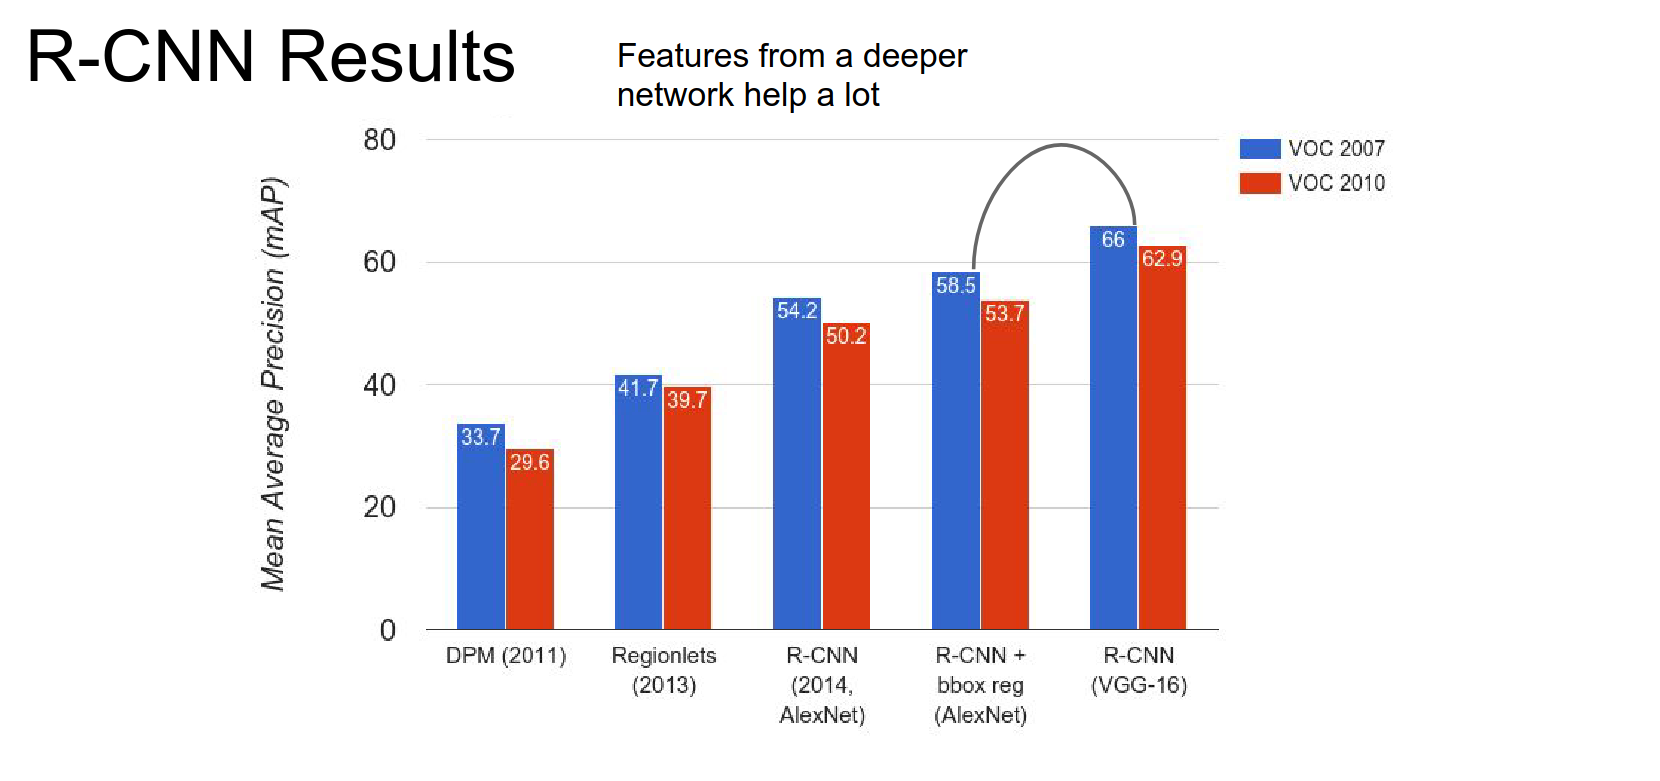 R-CNN Results
Features from a deeper
network help a lot
80
60
40
20
0
Mean Average Precision (mAP)
VOC 2007
VOC 2010
33.7
29.6
41.7
39.7
54.2
50.2
58.5
53.7
66
62.9
DPM (2011)
Regionlets
(2013)
R-CNN
(2014,
AlexNet)
R-CNN +
bbox reg
(AlexNet)
R-CNN
(VGG-16)